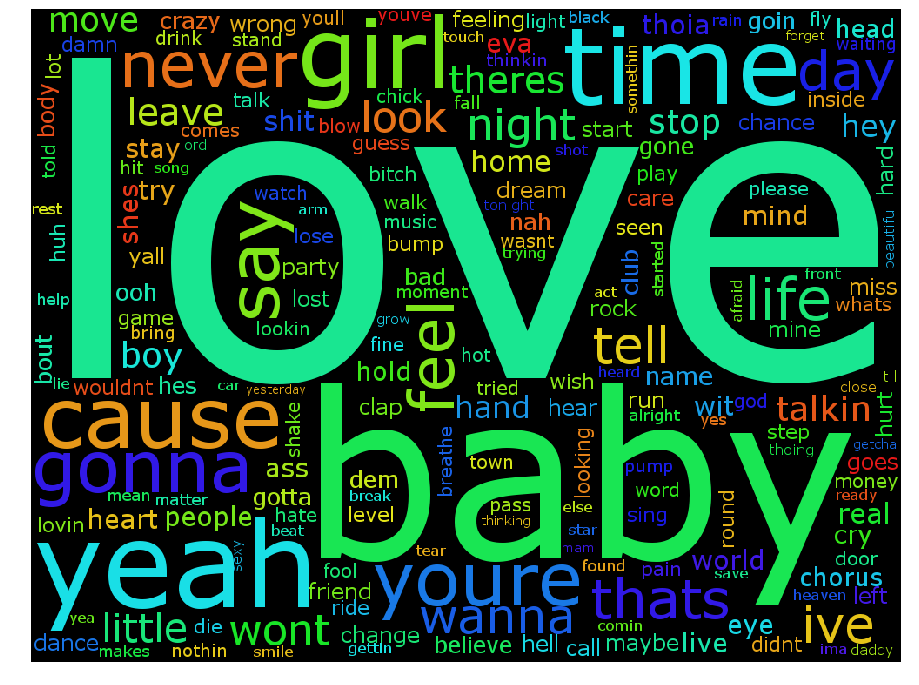 move crazy wrong youll youve feeling light black thoia rain goin fly head
damn drink stand touch eva thinkin somethin forget waiting
lot never girl theres time day
body leave talk chick fall inside
told shit blow look night start stop chance hey
stay comes ord guess home gone hard
hit song bitch shot play please
rest try watch walk dream care mind beautifu
shes say arm music tonight nah seen
huh yall lose bump wasnt trying club started
love
help ooh party bad moment act rock afraid front life miss
game lost grow whats
bout bring lookin fine tell mine
boy feel hot heard close t l
lie wouldnt hes car yesterday hold tried wish name
cause shake clap hand hear run wit god yes talkin hurt
baby
alright step getcha
gonna ass dem breathe town looking pump thoing goes
mean matter gotta break pass word money
lovin heart people hate level thinking else sing round ready real
yeah sexy beat star mam cry
tear found pain world save door
fool youre thats chorus
yea friend heaven left
little die wont ride wanna comin eye ive
dance makes nothin smile change gettin believe hell call maybe live didnt ima daddy